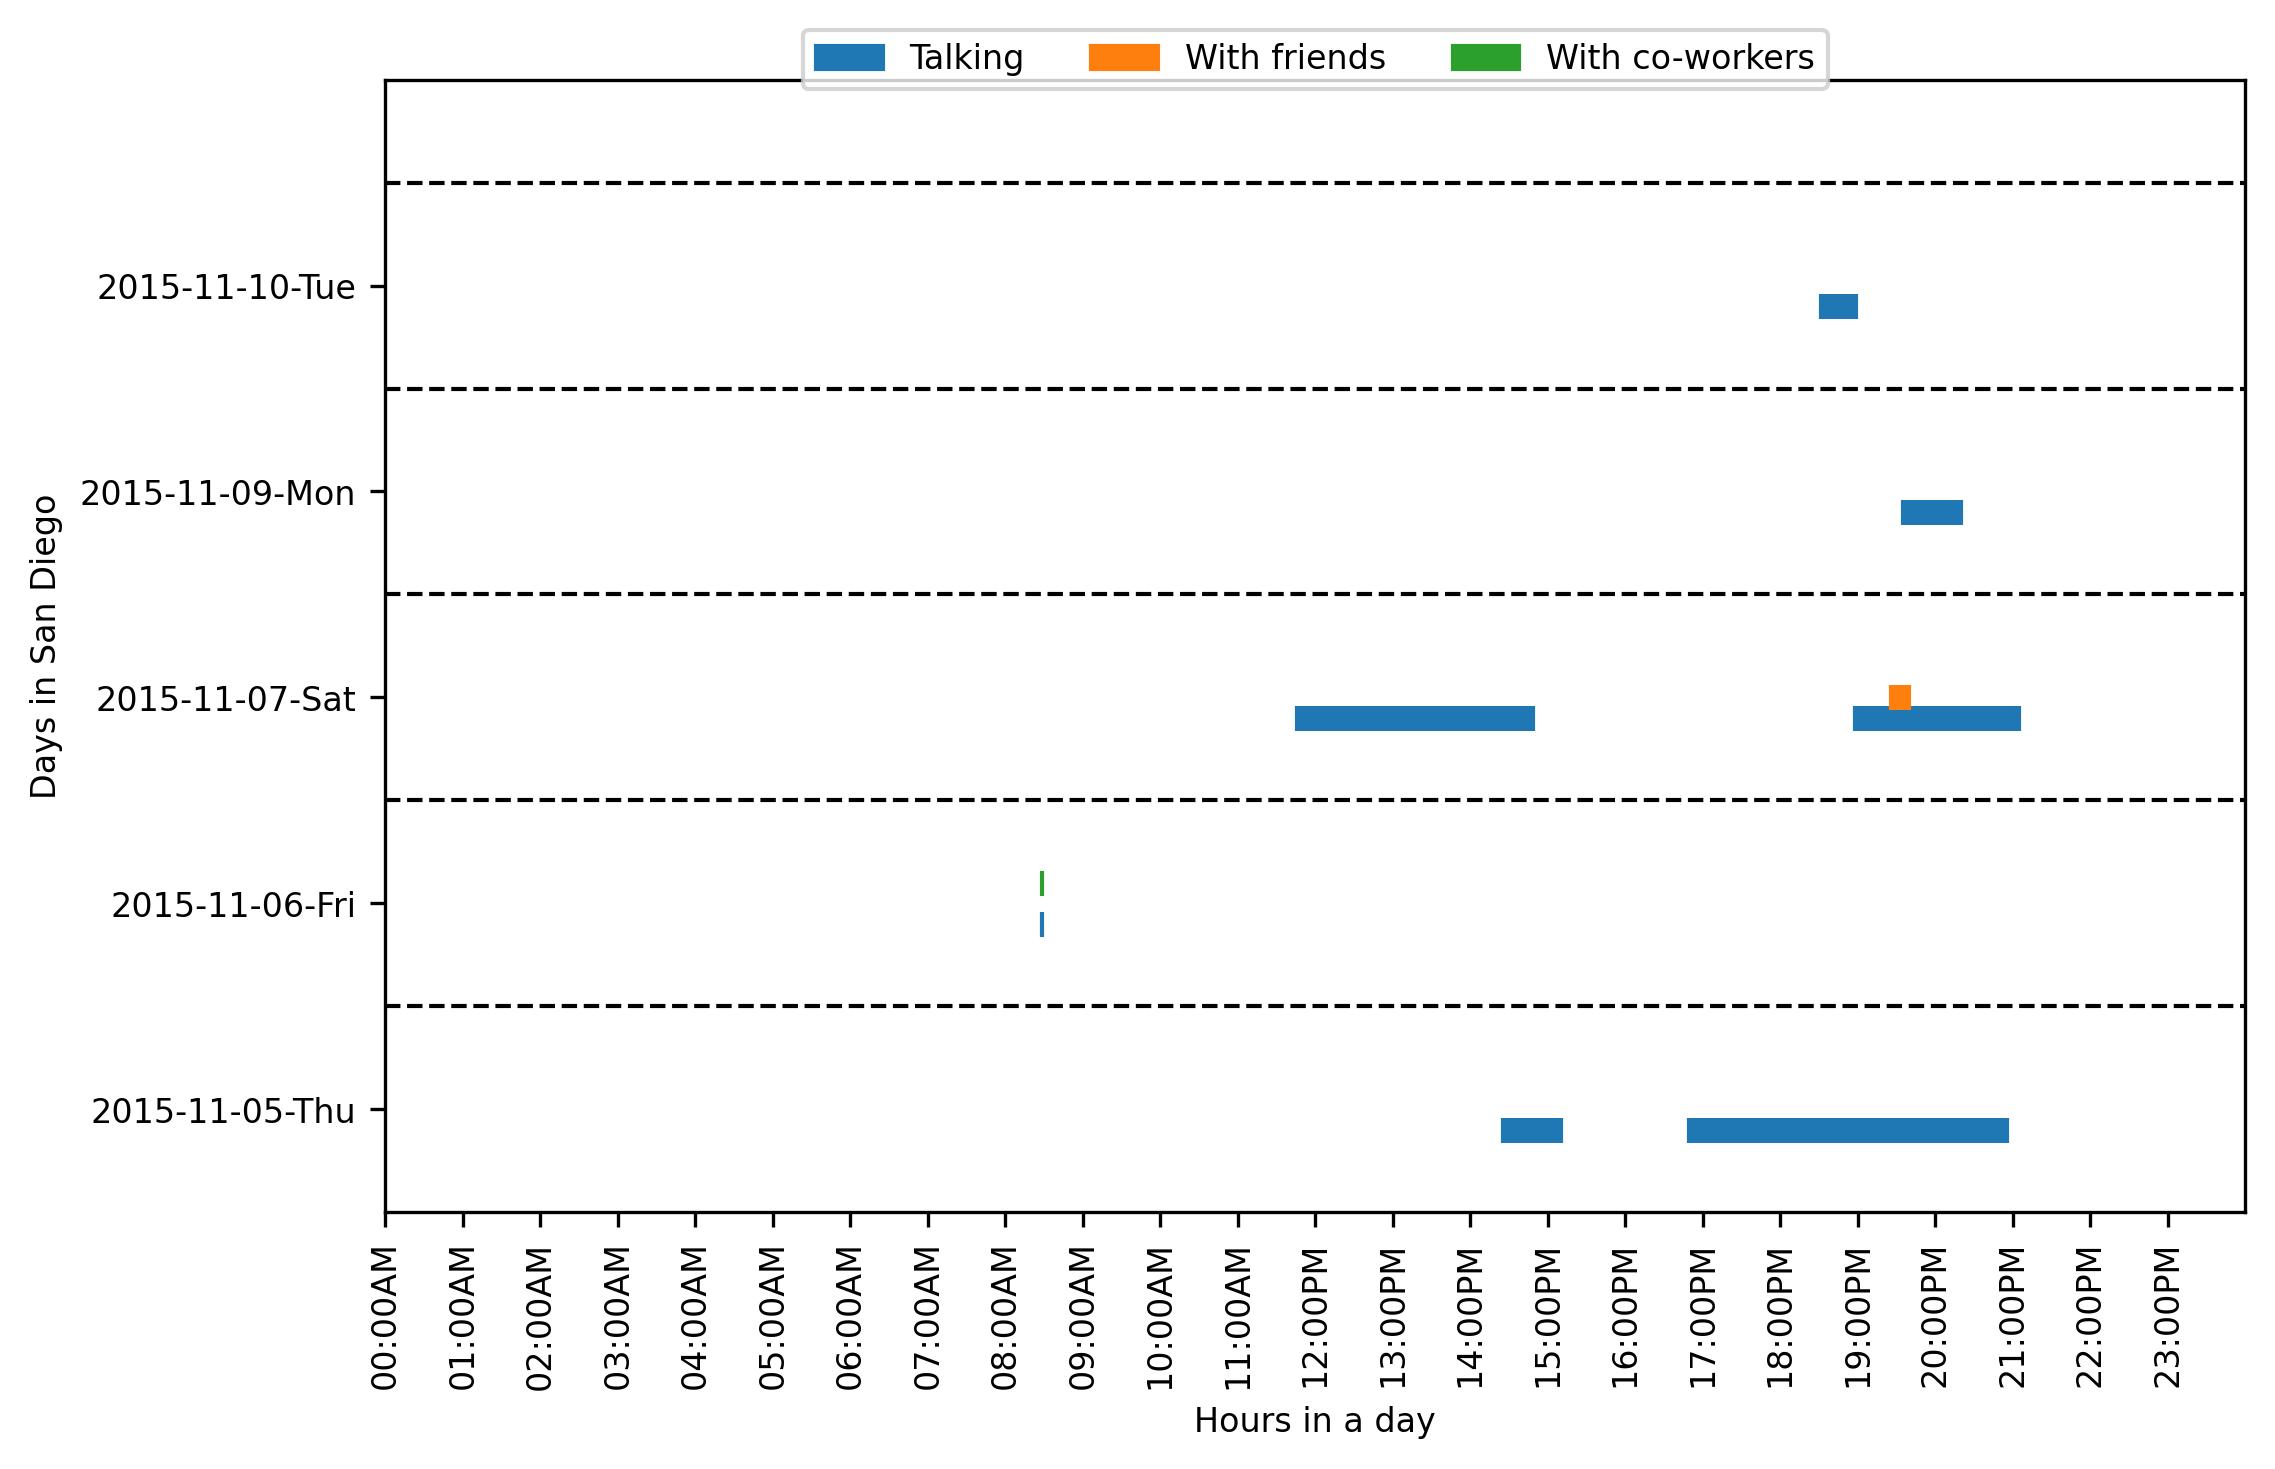 Talking With friends With co-workers
2015-11-10-Tue
2015-11-09-Mon
2015-11-07-Sat
2015-11-06-Fri
2015-11-05-Thu
Days in San Diego
00:00AM
01:00AM
02:00AM
03:00AM
04:00AM
05:00AM
06:00AM
07:00AM
08:00AM
09:00AM
10:00AM
11:00AM
12:00PM
13:00PM
14:00PM
15:00PM
16:00PM
17:00PM
18:00PM
19:00PM
20:00PM
21:00PM
22:00PM
23:00PM
Hours in a day